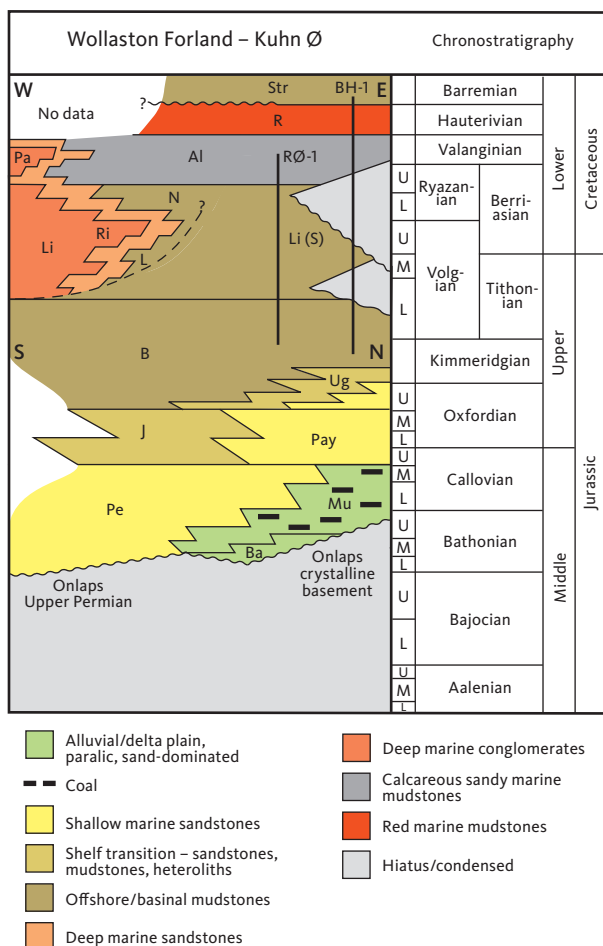 Wollaston Forland – Kuhn Ø
Chronostratigraphy
W
Str
BH-1
E
Barremian
No data
?
R
Hauterivian
Pa
Al
RØ-1
Valanginian
Lower
Cretaceous
N
?
U
L
Ryazan-
ian
Berri-
asian
Li
Ri
L
Li (S)
U
M
L
Volg-
ian
Tithon-
ian
S
B
N
Kimmeridgian
Upper
Jurassic
Ug
J
Pay
U
M
L
Oxfordian
Pe
Mu
U
M
L
Callovian
Ba
U
M
L
Bathonian
Middle
Onlaps
Upper Permian
Onlaps
crystalline
basement
U
L
Bajocian
U
M
L
Aalenian
Alluvial/delta plain,
paralic, sand-dominated
Coal
Shallow marine sandstones
Shelf transition – sandstones,
mudstones, heteroliths
Offshore/basinal mudstones
Deep marine sandstones
Deep marine conglomerates
Calcareous sandy marine
mudstones
Red marine mudstones
Hiatus/condensed